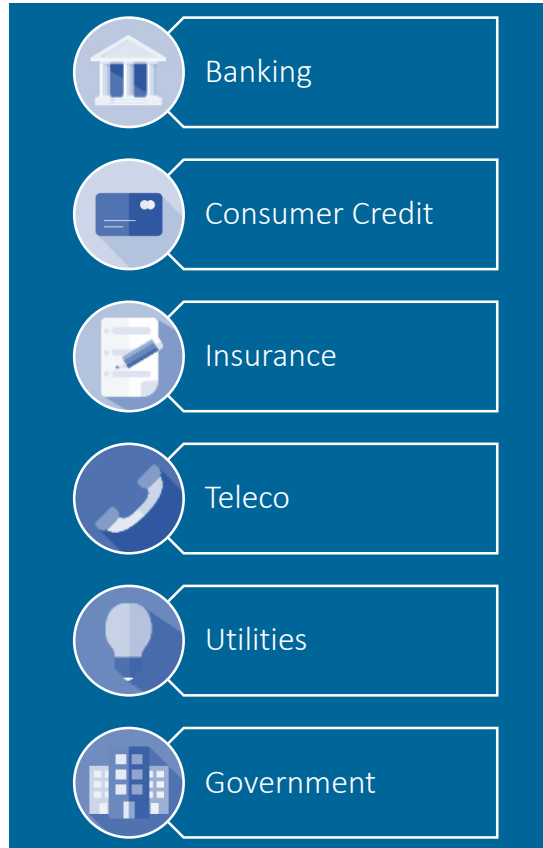 Banking
Consumer Credit
Insurance
Teleco
Utilities
Government